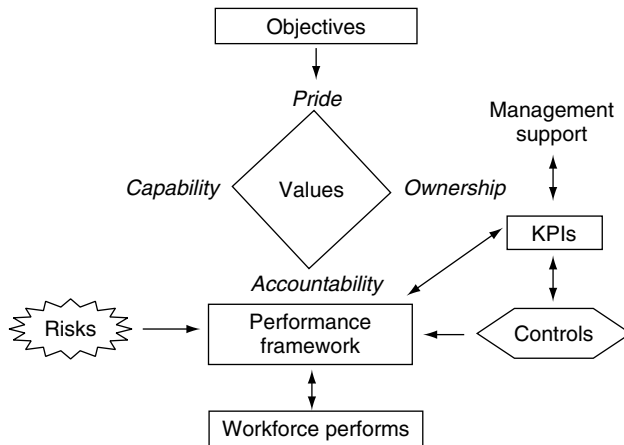 Objectives
Pride
Management
support
Capability
Values
Ownership
KPIs
Accountability
Risks
Performance
framework
Controls
Workforce performs